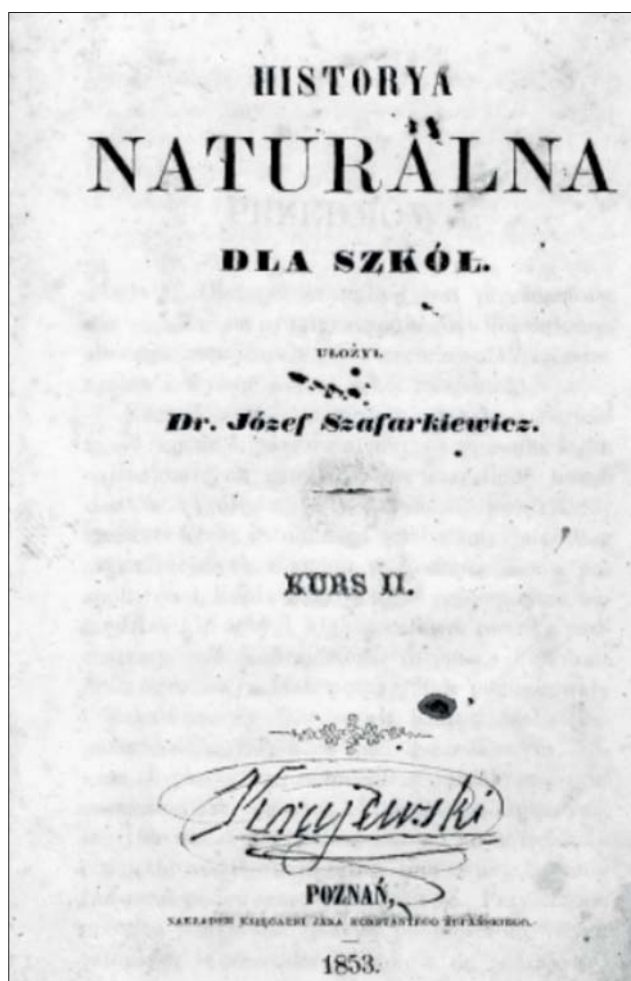 HISTORYA
NATURALNA
DLA SZKÓŁ.
UŁOŻYŁ
Dr. Józef Szafarkiewicz.
KURS II.
Krajewski
POZNAŃ,
NAKŁADEM KSIĘGARNI JANA KONSTANTEGO ŻUPAŃSKIEGO.
1853.